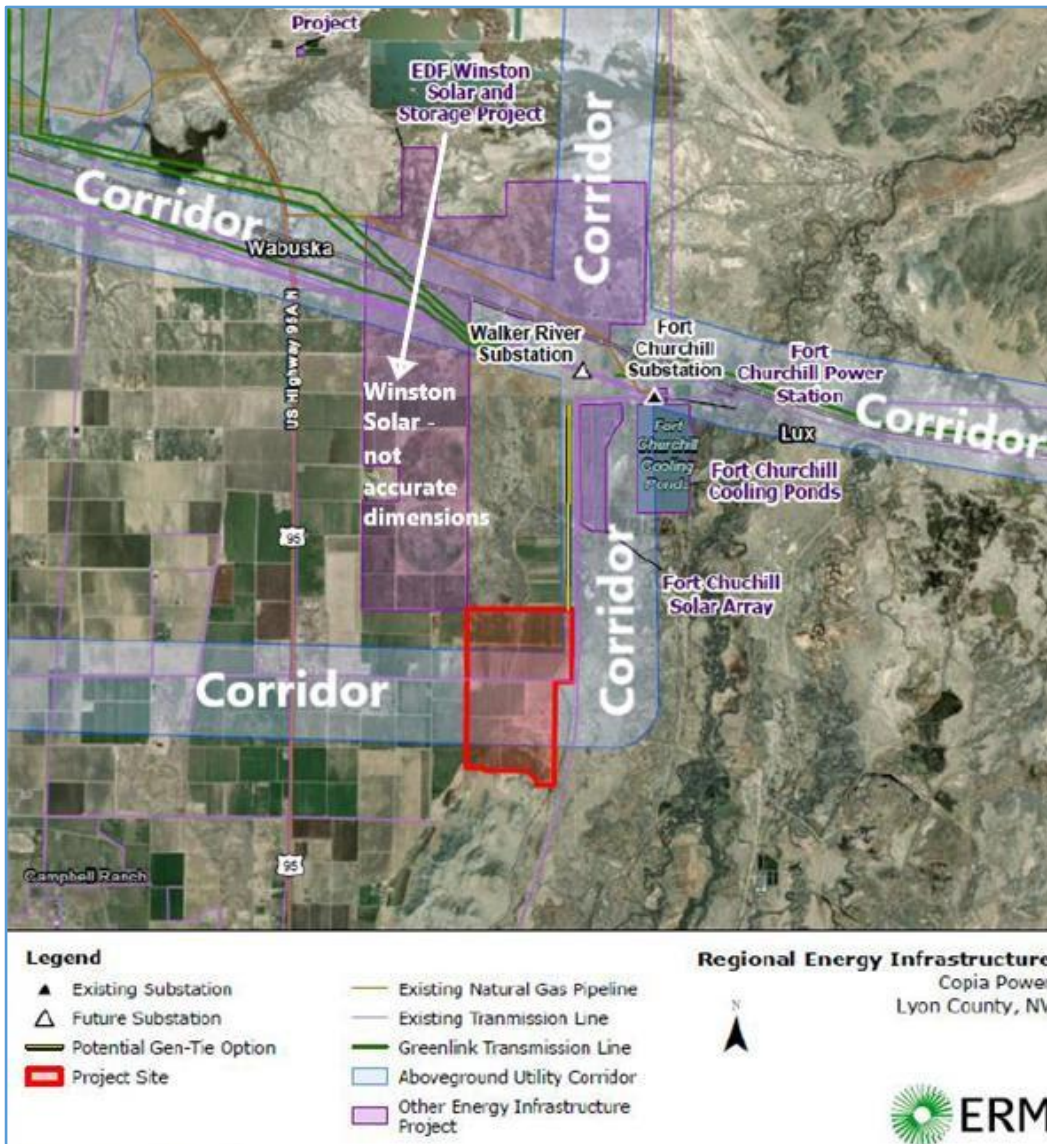 Project
EDF Winston
Solar and
Storage Project
Corridor
Corridor
Wabuska
US Highway 95A N
Walker River
Substation
Fort
Churchill
Substation
Fort
Churchill Power
Station
Corridor
Lux
Winston
Solar -
not
accurate
dimensions
Fort
Churchill
Cooling
Ponds
Fort Churchill
Cooling Ponds
95
Corridor
Fort Chuchill
Solar Array
Corridor
95
Campbell Ranch
Legend
Existing Substation
Future Substation
Potential Gen-Tie Option
Project Site
Existing Natural Gas Pipeline
Existing Tranmission Line
Greenlink Transmission Line
Aboveground Utility Corridor
Other Energy Infrastructure
Project
Regional Energy Infrastructure
Copia Power
Lyon County, NV
N
ERM